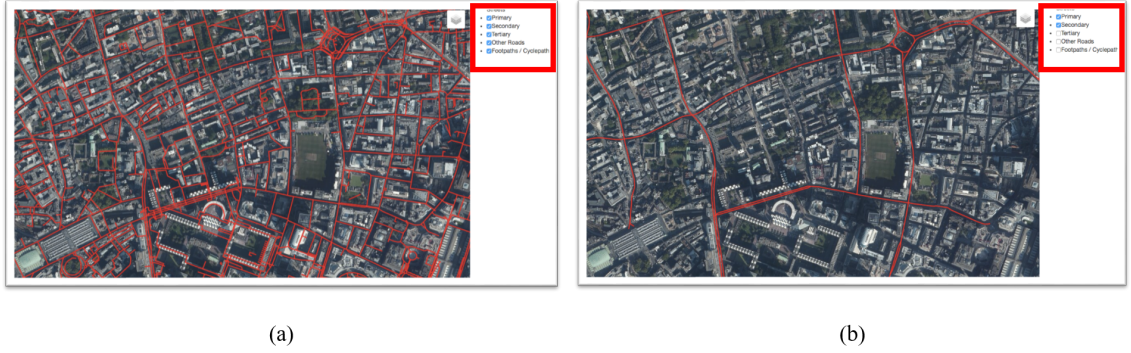 Primary
Secondary
Tertiary
Other Roads
Footpaths / Cyclepath
Primary
Secondary
Tertiary
Other Roads
Footpaths / Cyclepath
(a)
(b)